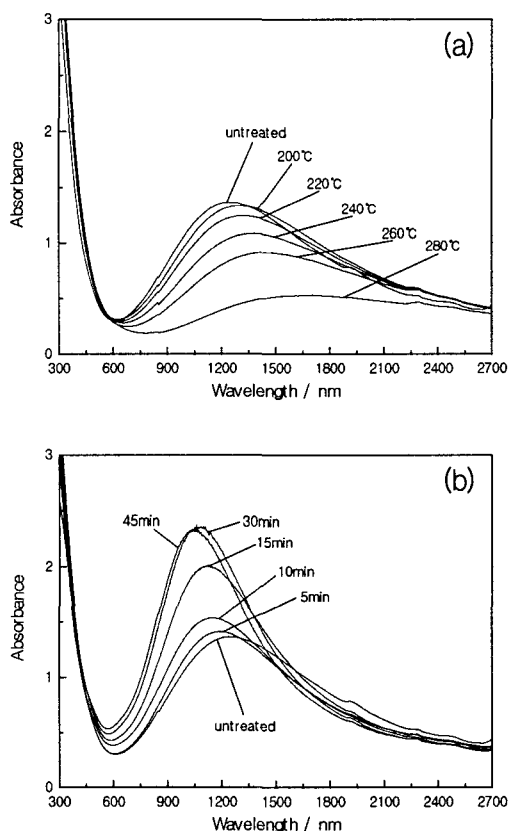 (a)
3
2
1
0
Absorbance
untreated
200℃
220℃
240℃
260℃
280℃
300 600 900 1200 1500 1800 2100 2400 2700
Wavelength / nm
(b)
3
2
1
0
Absorbance
45min
30min
15min
10min
5min
untreated
300 600 900 1200 1500 1800 2100 2400 2700
Wavelength / nm